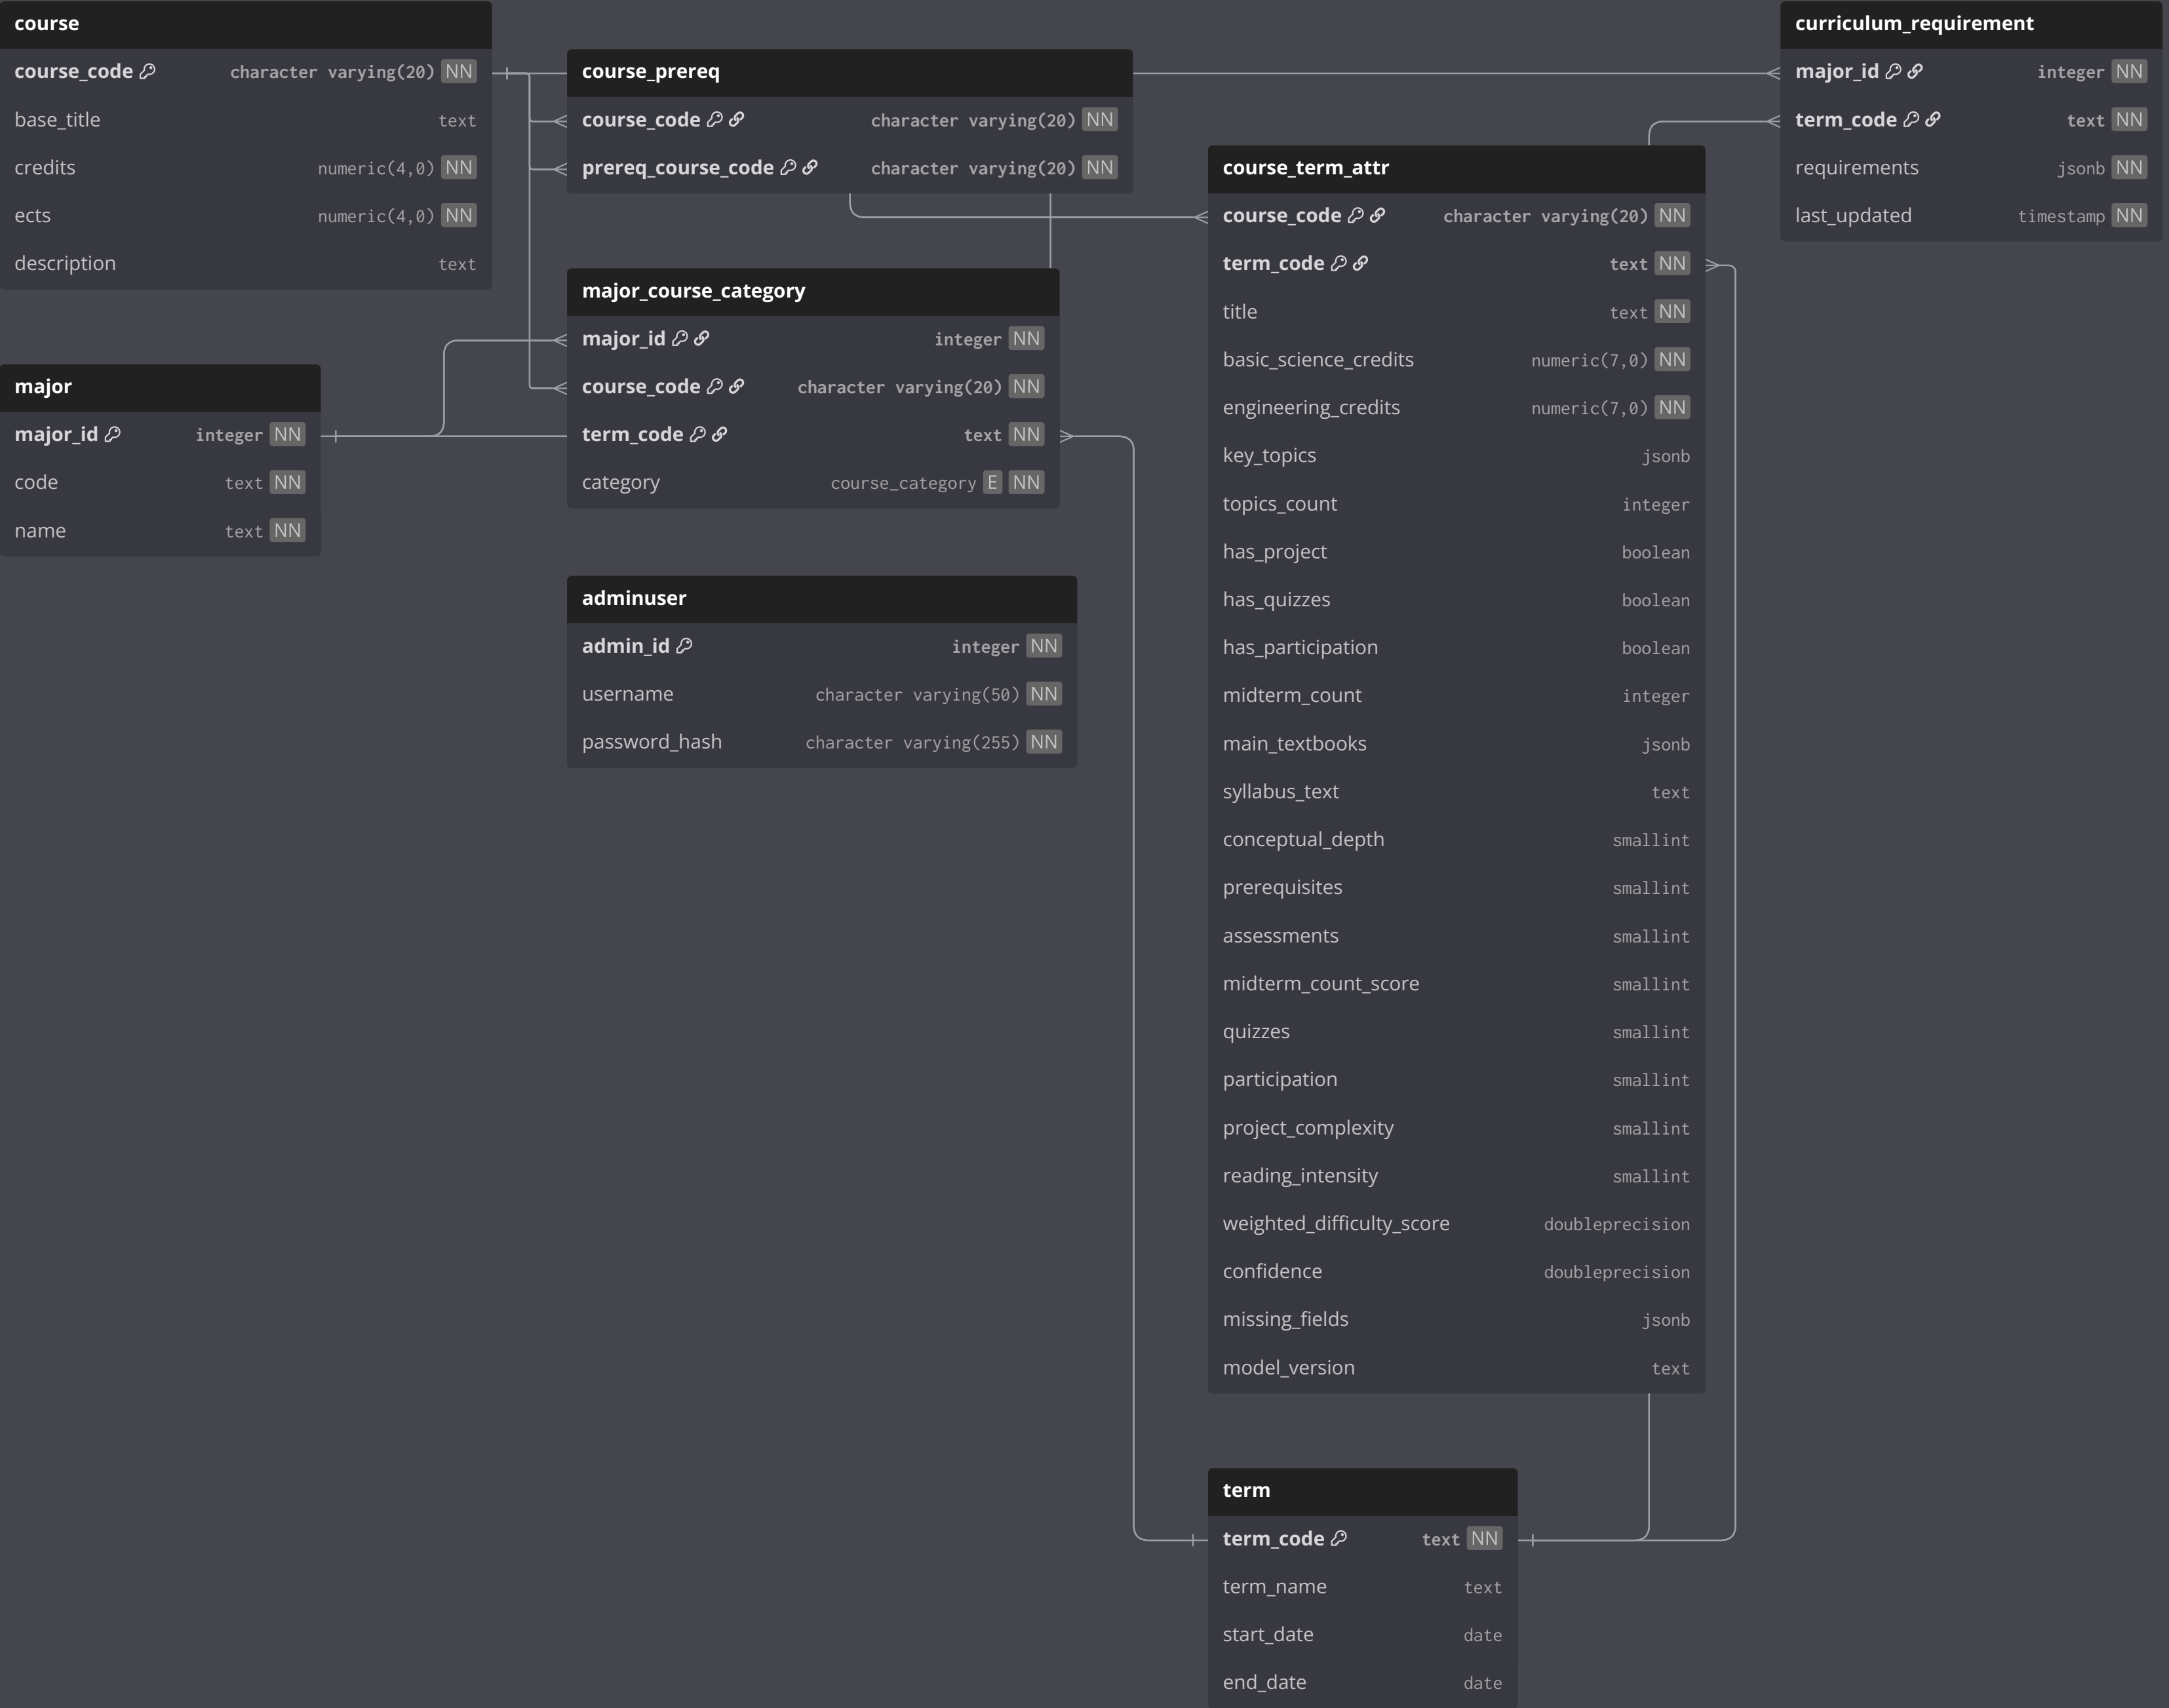 course
course_code character varying(20) NN
base_title text
credits numeric(4,0) NN
ects numeric(4,0) NN
description text
major
major_id integer NN
code text NN
name text NN
course_prereq
course_code character varying(20) NN
prereq_course_code character varying(20) NN
major_course_category
major_id integer NN
course_code character varying(20) NN
term_code text NN
category course_category E NN
adminuser
admin_id integer NN
username character varying(50) NN
password_hash character varying(255) NN
course_term_attr
course_code character varying(20) NN
term_code text NN
title text NN
basic_science_credits numeric(7,0) NN
engineering_credits numeric(7,0) NN
key_topics jsonb
topics_count integer
has_project boolean
has_quizzes boolean
has_participation boolean
midterm_count integer
main_textbooks jsonb
syllabus_text text
conceptual_depth smallint
prerequisites smallint
assessments smallint
midterm_count_score smallint
quizzes smallint
participation smallint
project_complexity smallint
reading_intensity smallint
weighted_difficulty_score doubleprecision
confidence doubleprecision
missing_fields jsonb
model_version text
term
term_code text NN
term_name text
start_date date
end_date date
curriculum_requirement
major_id integer NN
term_code text NN
requirements jsonb NN
last_updated timestamp NN